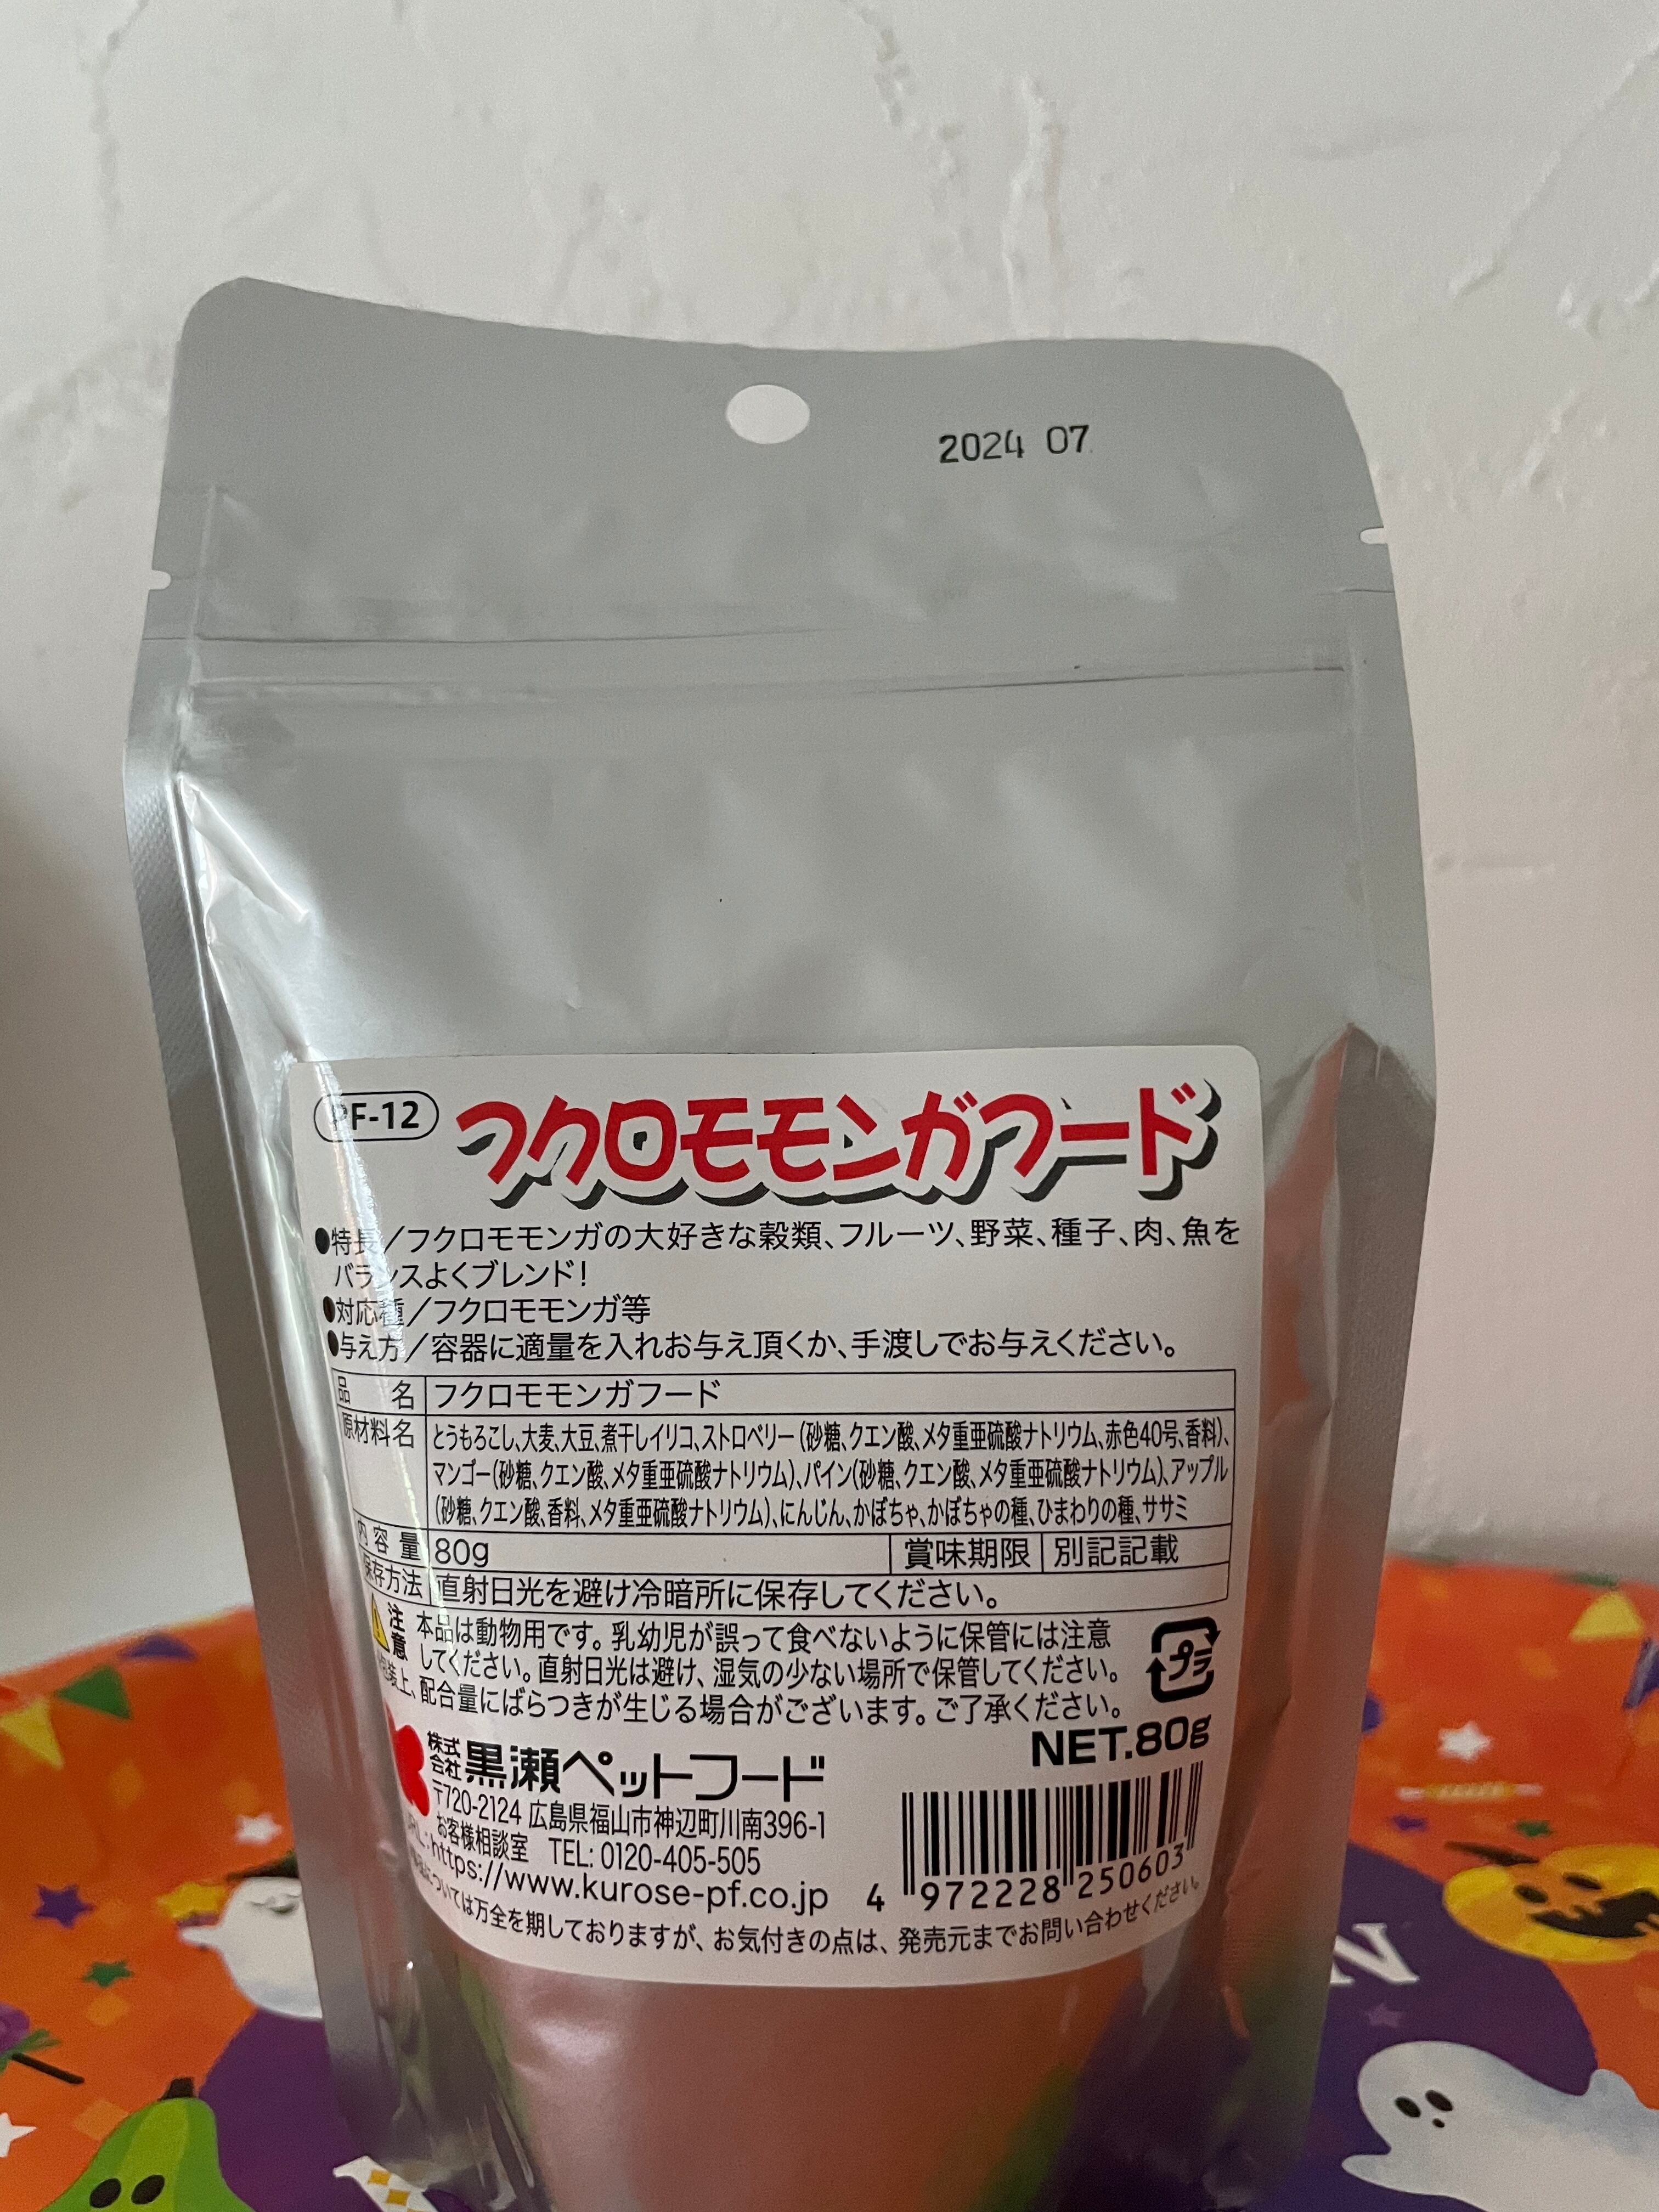 2024 07
PF-12 フクロモモンガフード
●特長／フクロモモンガの大好きな穀類、フルーツ、野菜、種子、肉、魚を
バランスよくブレンド！
●対応種／フクロモモンガ等
●与え方／容器に適量を入れお与え頂くか、手渡しでお与えください。
品名 フクロモモンガフード
原材料名 とうもろこし、大麦、大豆、煮干しイリコ、ストロベリー（砂糖、クエン酸、メタ重亜硫酸ナトリウム、赤色40号、香料）、
マンゴー（砂糖、クエン酸、メタ重亜硫酸ナトリウム）、パイン（砂糖、クエン酸、メタ重亜硫酸ナトリウム）、アップル
（砂糖、クエン酸、香料、メタ重亜硫酸ナトリウム）、にんじん、かぼちゃ、かぼちゃの種、ひまわりの種、ササミ
内容量 80g 賞味期限 別記記載
保存方法 直射日光を避け冷暗所に保存してください。
注意 本品は動物用です。乳幼児が誤って食べないように保管には注意
してください。直射日光は避け、湿気の少ない場所で保管してください。
包装上、配合量にばらつきが生じる場合がございます。ご了承ください。
プラ
NET.80g
株式会社 黒瀬ペットフード
〒720-2124 広島県福山市神辺町川南396-1
お客様相談室 TEL: 0120-405-505
URL:https://www.kurose-pf.co.jp
4 972228 250603
については万全を期しておりますが、お気付きの点は、発売元までお問い合わせください。
N